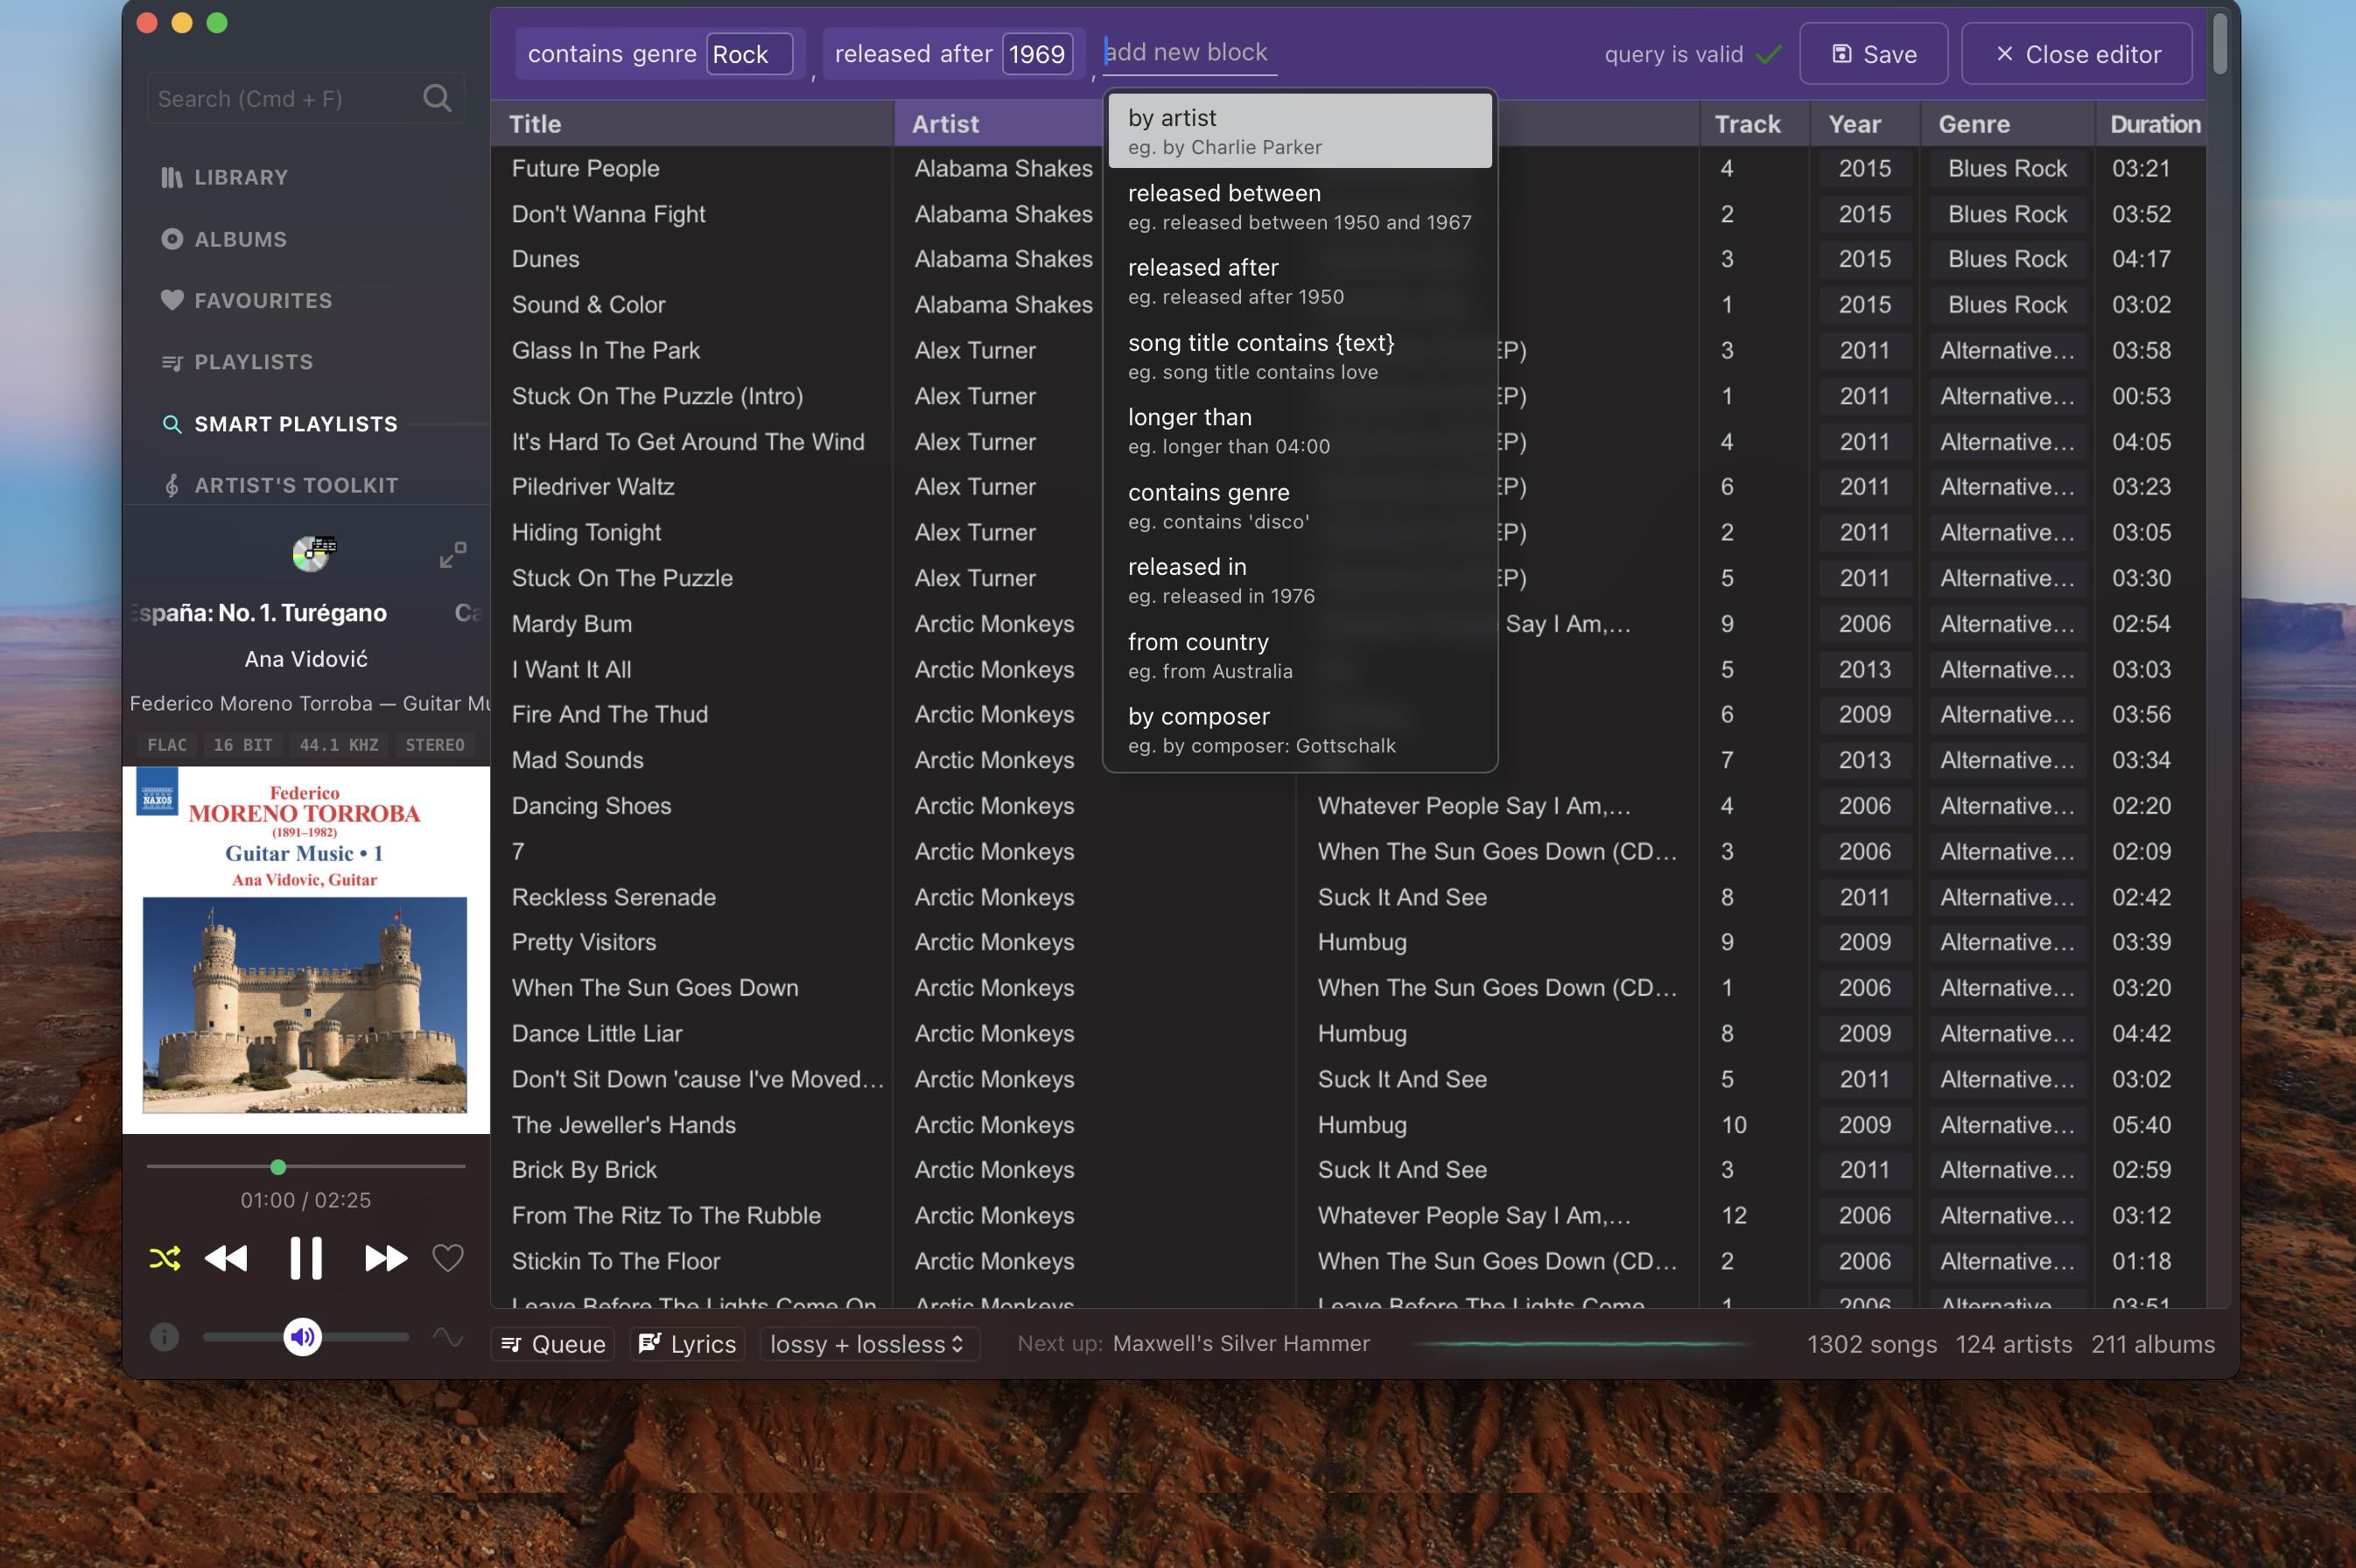 contains genre Rock , released after 1969 , add new block query is valid Save Close editor
Search (Cmd + F)
LIBRARY
ALBUMS
FAVOURITES
PLAYLISTS
SMART PLAYLISTS
ARTIST'S TOOLKIT
España: No. 1. Turégano
Ana Vidović
Federico Moreno Torroba — Guitar Mu
FLAC 16 BIT 44.1 KHZ STEREO
NAXOS
Federico
MORENO TORROBA
(1891–1982)
Guitar Music • 1
Ana Vidovic, Guitar
01:00 / 02:25
by artist
eg. by Charlie Parker
released between
eg. released between 1950 and 1967
released after
eg. released after 1950
song title contains {text}
eg. song title contains love
longer than
eg. longer than 04:00
contains genre
eg. contains 'disco'
released in
eg. released in 1976
from country
eg. from Australia
by composer
eg. by composer: Gottschalk
Title Artist Track Year Genre Duration
Future People Alabama Shakes 4 2015 Blues Rock 03:21
Don't Wanna Fight Alabama Shakes 2 2015 Blues Rock 03:52
Dunes Alabama Shakes 3 2015 Blues Rock 04:17
Sound & Color Alabama Shakes 1 2015 Blues Rock 03:02
Glass In The Park Alex Turner EP) 3 2011 Alternative… 03:58
Stuck On The Puzzle (Intro) Alex Turner EP) 1 2011 Alternative… 00:53
It's Hard To Get Around The Wind Alex Turner EP) 4 2011 Alternative… 04:05
Piledriver Waltz Alex Turner EP) 6 2011 Alternative… 03:23
Hiding Tonight Alex Turner EP) 2 2011 Alternative… 03:05
Stuck On The Puzzle Alex Turner EP) 5 2011 Alternative… 03:30
Mardy Bum Arctic Monkeys Say I Am,… 9 2006 Alternative… 02:54
I Want It All Arctic Monkeys 5 2013 Alternative… 03:03
Fire And The Thud Arctic Monkeys 6 2009 Alternative… 03:56
Mad Sounds Arctic Monkeys 7 2013 Alternative… 03:34
Dancing Shoes Arctic Monkeys Whatever People Say I Am,… 4 2006 Alternative… 02:20
7 Arctic Monkeys When The Sun Goes Down (CD… 3 2006 Alternative… 02:09
Reckless Serenade Arctic Monkeys Suck It And See 8 2011 Alternative… 02:42
Pretty Visitors Arctic Monkeys Humbug 9 2009 Alternative… 03:39
When The Sun Goes Down Arctic Monkeys When The Sun Goes Down (CD… 1 2006 Alternative… 03:20
Dance Little Liar Arctic Monkeys Humbug 8 2009 Alternative… 04:42
Don't Sit Down 'cause I've Moved… Arctic Monkeys Suck It And See 5 2011 Alternative… 03:02
The Jeweller's Hands Arctic Monkeys Humbug 10 2009 Alternative… 05:40
Brick By Brick Arctic Monkeys Suck It And See 3 2011 Alternative… 02:59
From The Ritz To The Rubble Arctic Monkeys Whatever People Say I Am,… 12 2006 Alternative… 03:12
Stickin To The Floor Arctic Monkeys When The Sun Goes Down (CD… 2 2006 Alternative… 01:18
Leave Before The Lights Come On Arctic Monkeys Leave Before The Lights Come 1 2006 Alternative… 03:51
Queue Lyrics lossy + lossless Next up: Maxwell's Silver Hammer 1302 songs 124 artists 211 albums